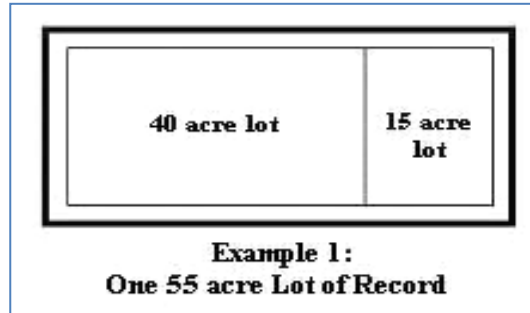 40 acre lot
15 acre
lot
Example 1:
One 55 acre Lot of Record